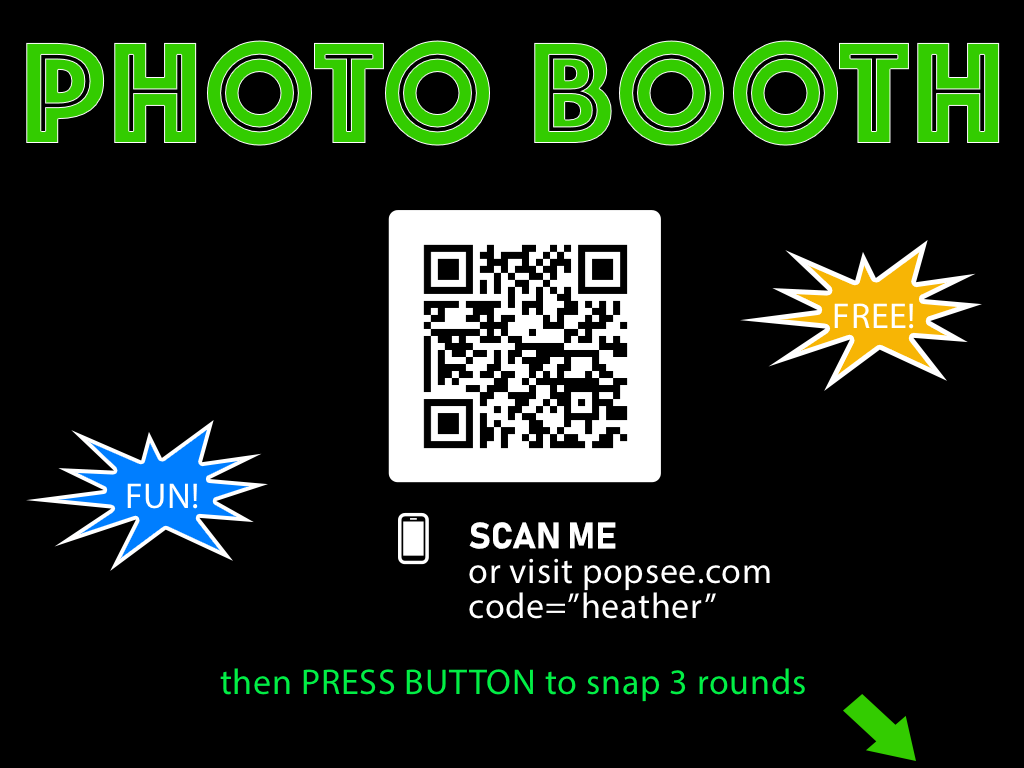 PHOTO BOOTH
FREE!
FUN!
SCAN ME
or visit popsee.com
code=”heather”
then PRESS BUTTON to snap 3 rounds